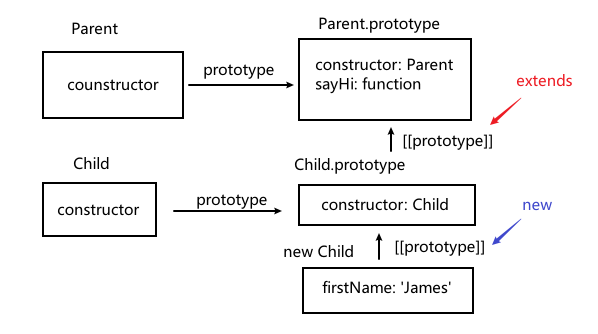 Parent
Parent.prototype
counstructor
prototype
constructor: Parent
sayHi: function
extends
[[prototype]]
Child
Child.prototype
constructor
prototype
constructor: Child
new
new Child
[[prototype]]
firstName: 'James'